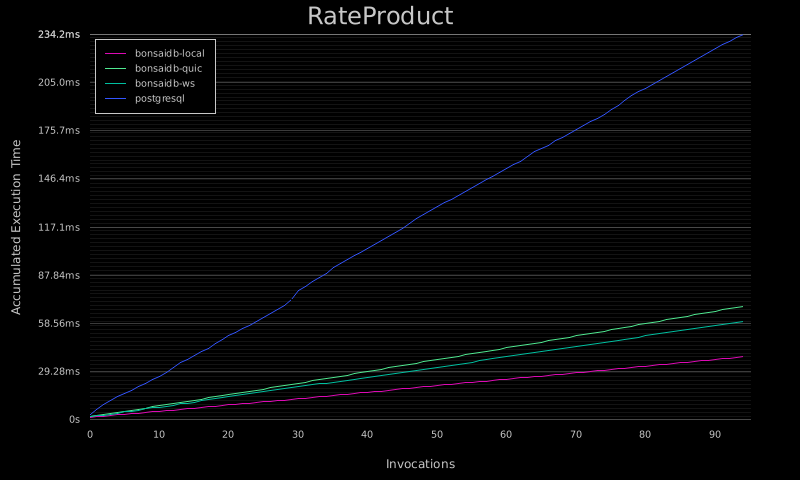 RateProduct
234.2ms
205.0ms
175.7ms
146.4ms
117.1ms
87.84ms
58.56ms
29.28ms
0s
bonsaidb-local
bonsaidb-quic
bonsaidb-ws
postgresql
Accumulated Execution Time
0 10 20 30 40 50 60 70 80 90
Invocations